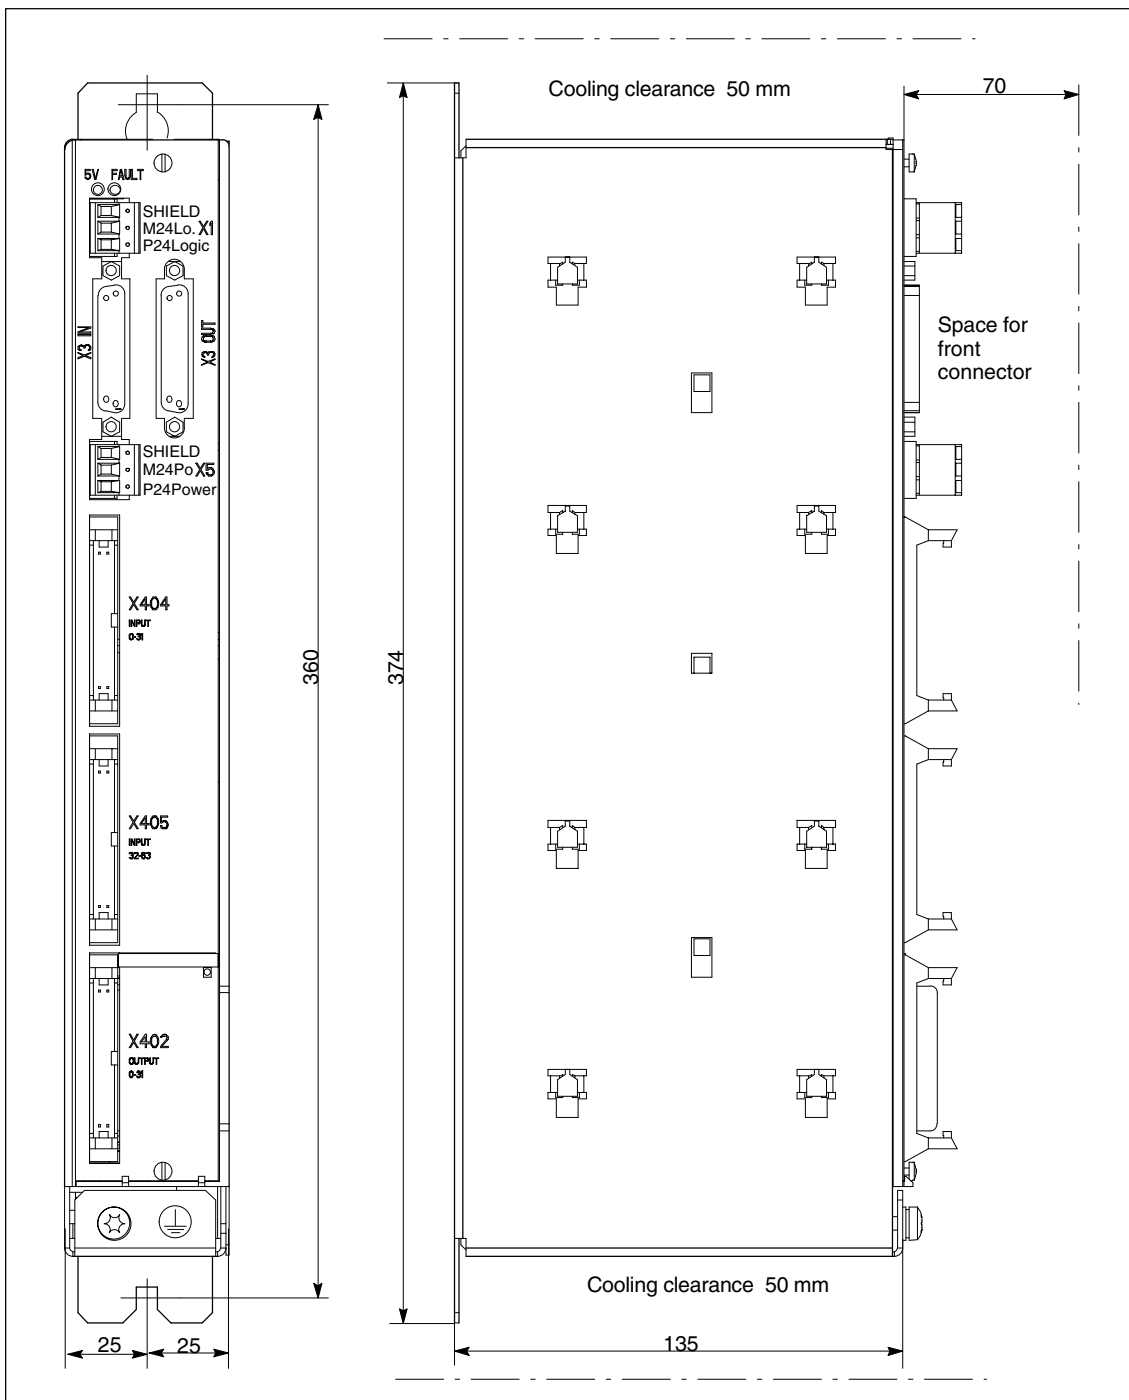 Cooling clearance 50 mm
70
5V FAULT
SHIELD
M24Lo. X1
P24Logic
X3 IN
X3 OUT
SHIELD
M24Po X5
P24Power
Space for
front
connector
X404
INPUT
0-31
360
374
X405
INPUT
32-63
X402
OUTPUT
0-31
Cooling clearance 50 mm
25
25
135